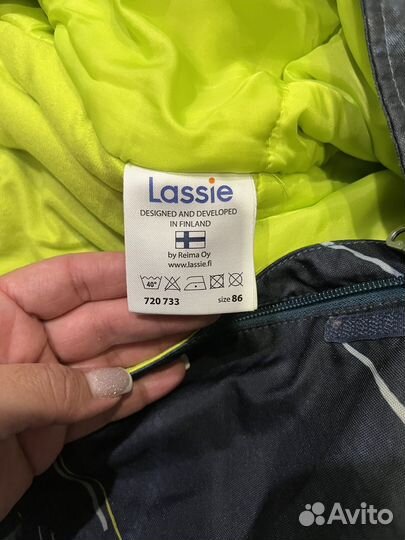 Lassie
DESIGNED AND DEVELOPED
IN FINLAND
by Reima Oy
www.lassie.fi
40°
720 733 size 86
Avito